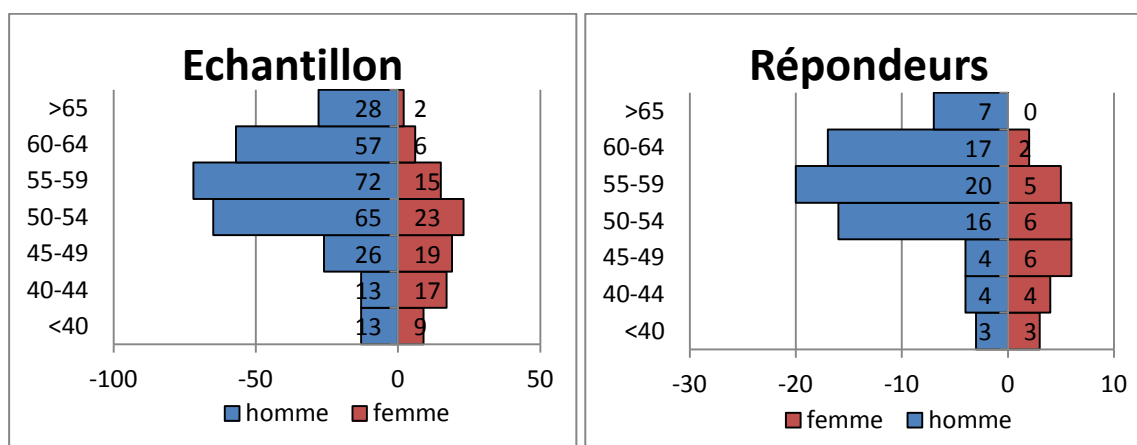 Echantillon
>65 28 2
60-64 57 6
55-59 72 15
50-54 65 23
45-49 26 19
40-44 13 17
<40 13 9
-100 -50 0 50
homme femme
Répondeurs
>65 7 0
60-64 17 2
55-59 20 5
50-54 16 6
45-49 4 6
40-44 4 4
<40 3 3
-30 -20 -10 0 10
femme homme